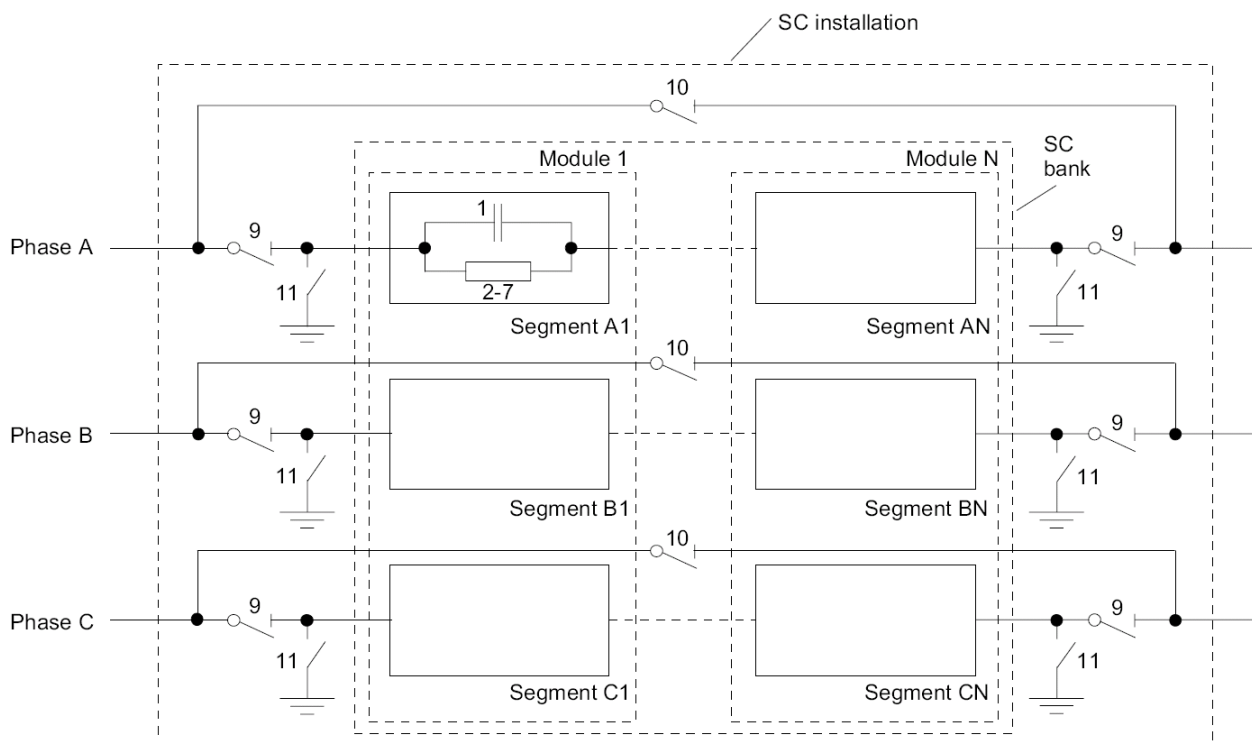 SC installation
10
Module 1
Module N
SC
bank
1
Phase A
9
9
11
2-7
11
Segment A1
Segment AN
10
Phase B
9
9
11
11
Segment B1
Segment BN
10
Phase C
9
9
11
11
Segment C1
Segment CN